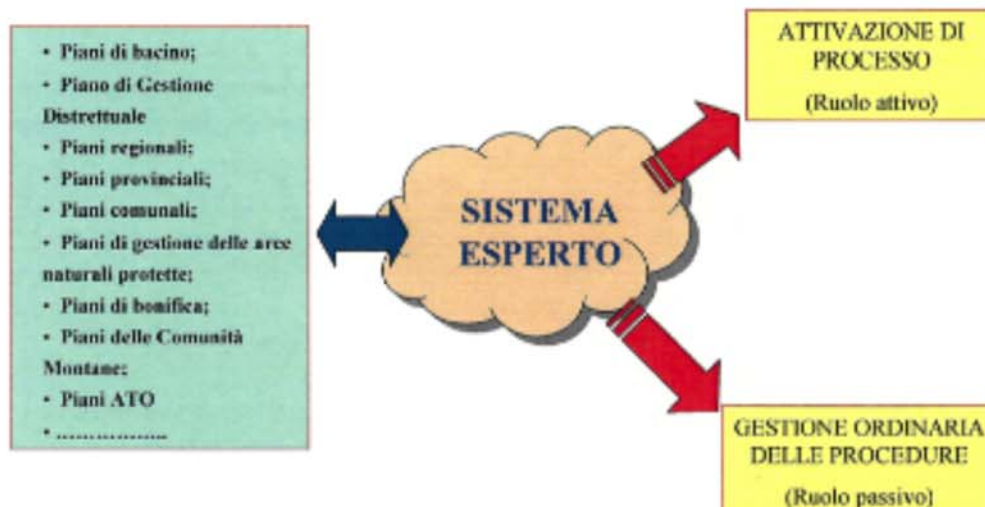 • Piani di bacino;
• Piano di Gestione
Distrettuale
• Piani regionali;
• Piani provinciali;
• Piani comunali;
• Piani di gestione delle aree
naturali protette;
• Piani di bonifica;
• Piani delle Comunità
Montane;
• Piani ATO
• ..................
SISTEMA
ESPERTO
ATTIVAZIONE DI
PROCESSO
(Ruolo attivo)
GESTIONE ORDINARIA
DELLE PROCEDURE
(Ruolo passivo)